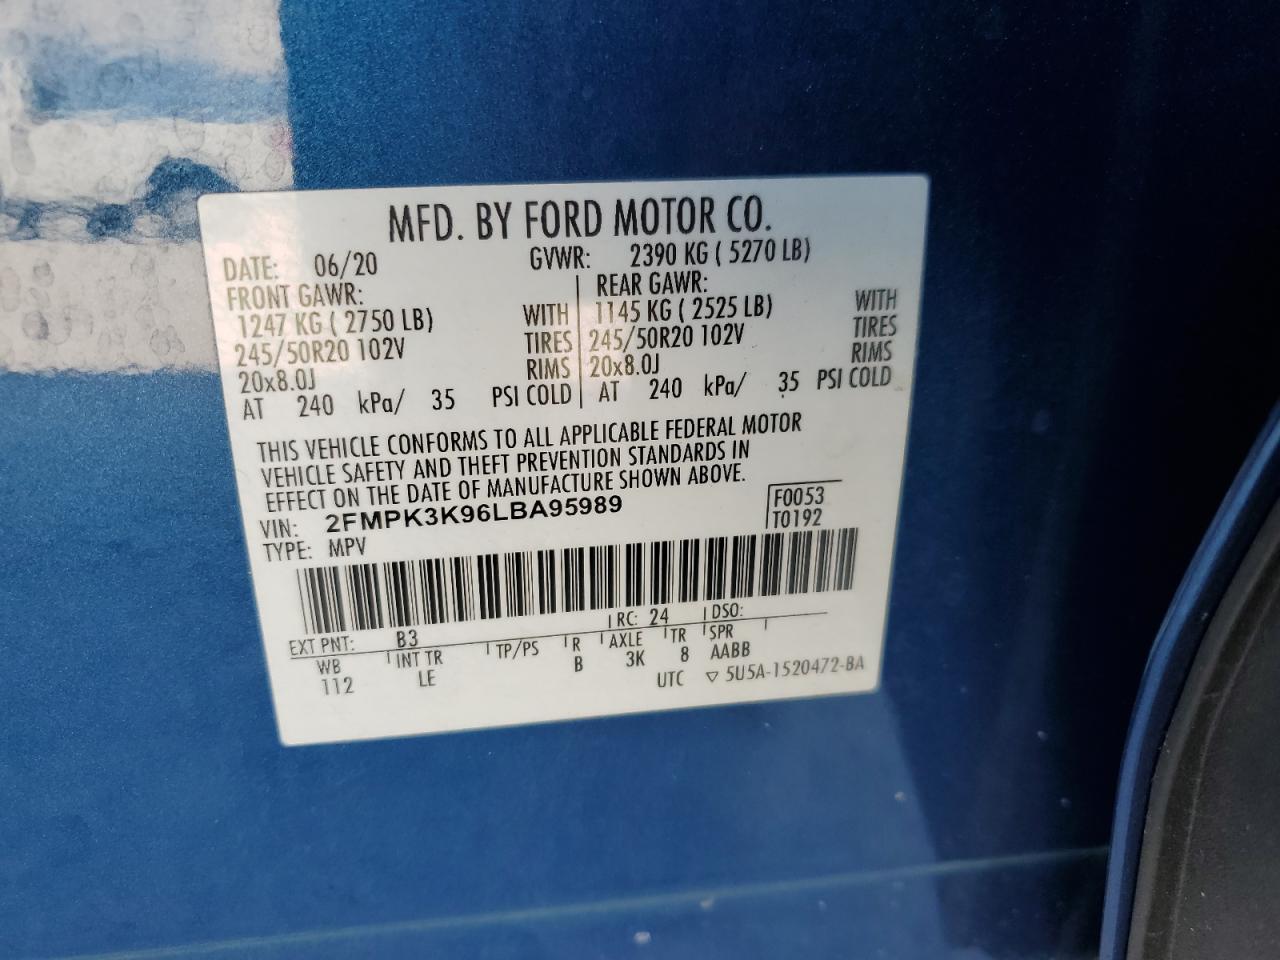 MFD. BY FORD MOTOR CO.
DATE: 06/20 GVWR: 2390 KG ( 5270 LB)
FRONT GAWR: REAR GAWR:
1247 KG ( 2750 LB) WITH 1145 KG ( 2525 LB) WITH
245/50R20 102V TIRES 245/50R20 102V TIRES
20x8.0J RIMS 20x8.0J RIMS
AT 240 kPa/ 35 PSI COLD AT 240 kPa/ 35 PSI COLD
THIS VEHICLE CONFORMS TO ALL APPLICABLE FEDERAL MOTOR
VEHICLE SAFETY AND THEFT PREVENTION STANDARDS IN
EFFECT ON THE DATE OF MANUFACTURE SHOWN ABOVE.
VIN: 2FMPK3K96LBA95989 F0053
TYPE: MPV T0192
EXT PNT: B3 RC: 24 DSO:
WB INT TR TP/PS R AXLE TR SPR
112 LE B 3K 8 AABB
UTC ▽ 5U5A-1520472-BA